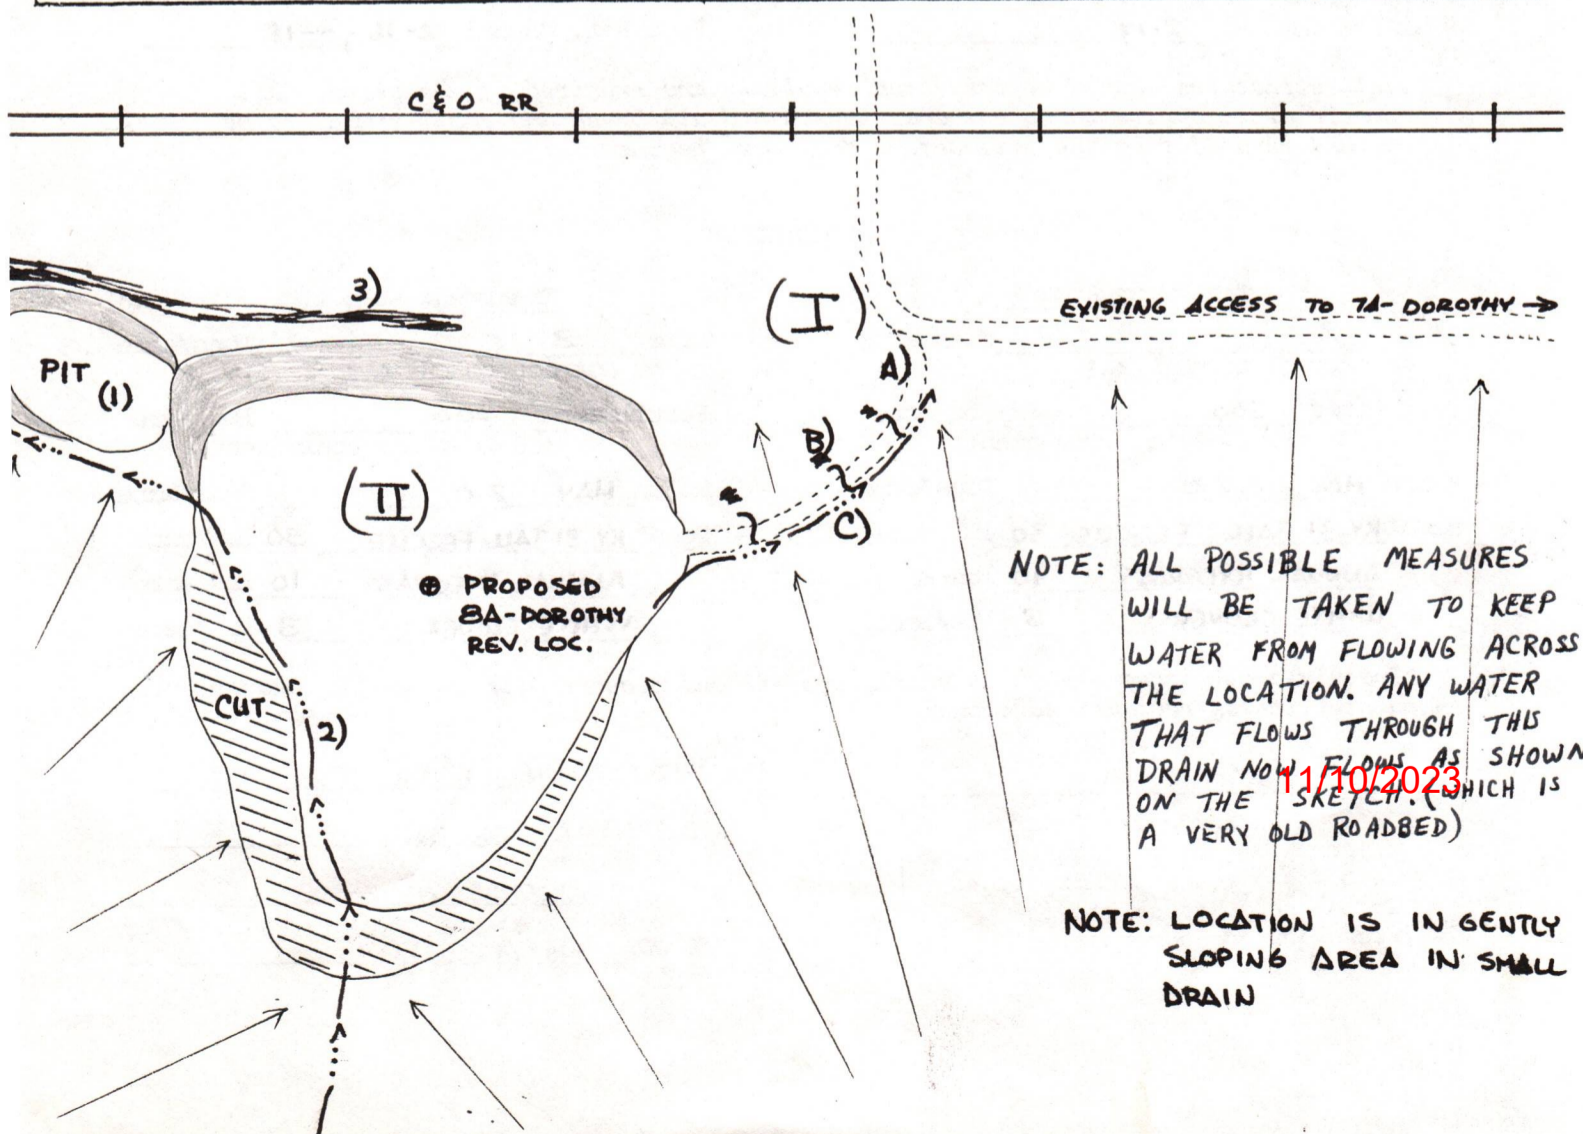 C & O RR
3)
(I)
EXISTING ACCESS TO 7A- DOROTHY →
A)
PIT (1)
B)
(II)
C)
⊕ PROPOSED
8A-DOROTHY
REV. LOC.
NOTE: ALL POSSIBLE MEASURES
WILL BE TAKEN TO KEEP
WATER FROM FLOWING ACROSS
THE LOCATION. ANY WATER
THAT FLOWS THROUGH THIS
DRAIN NOW FLOWS AS SHOWN
ON THE SKETCH. (WHICH IS
A VERY OLD ROADBED)
11/10/2023
CUT
2)
NOTE: LOCATION IS IN GENTLY
SLOPING AREA IN SMALL
DRAIN